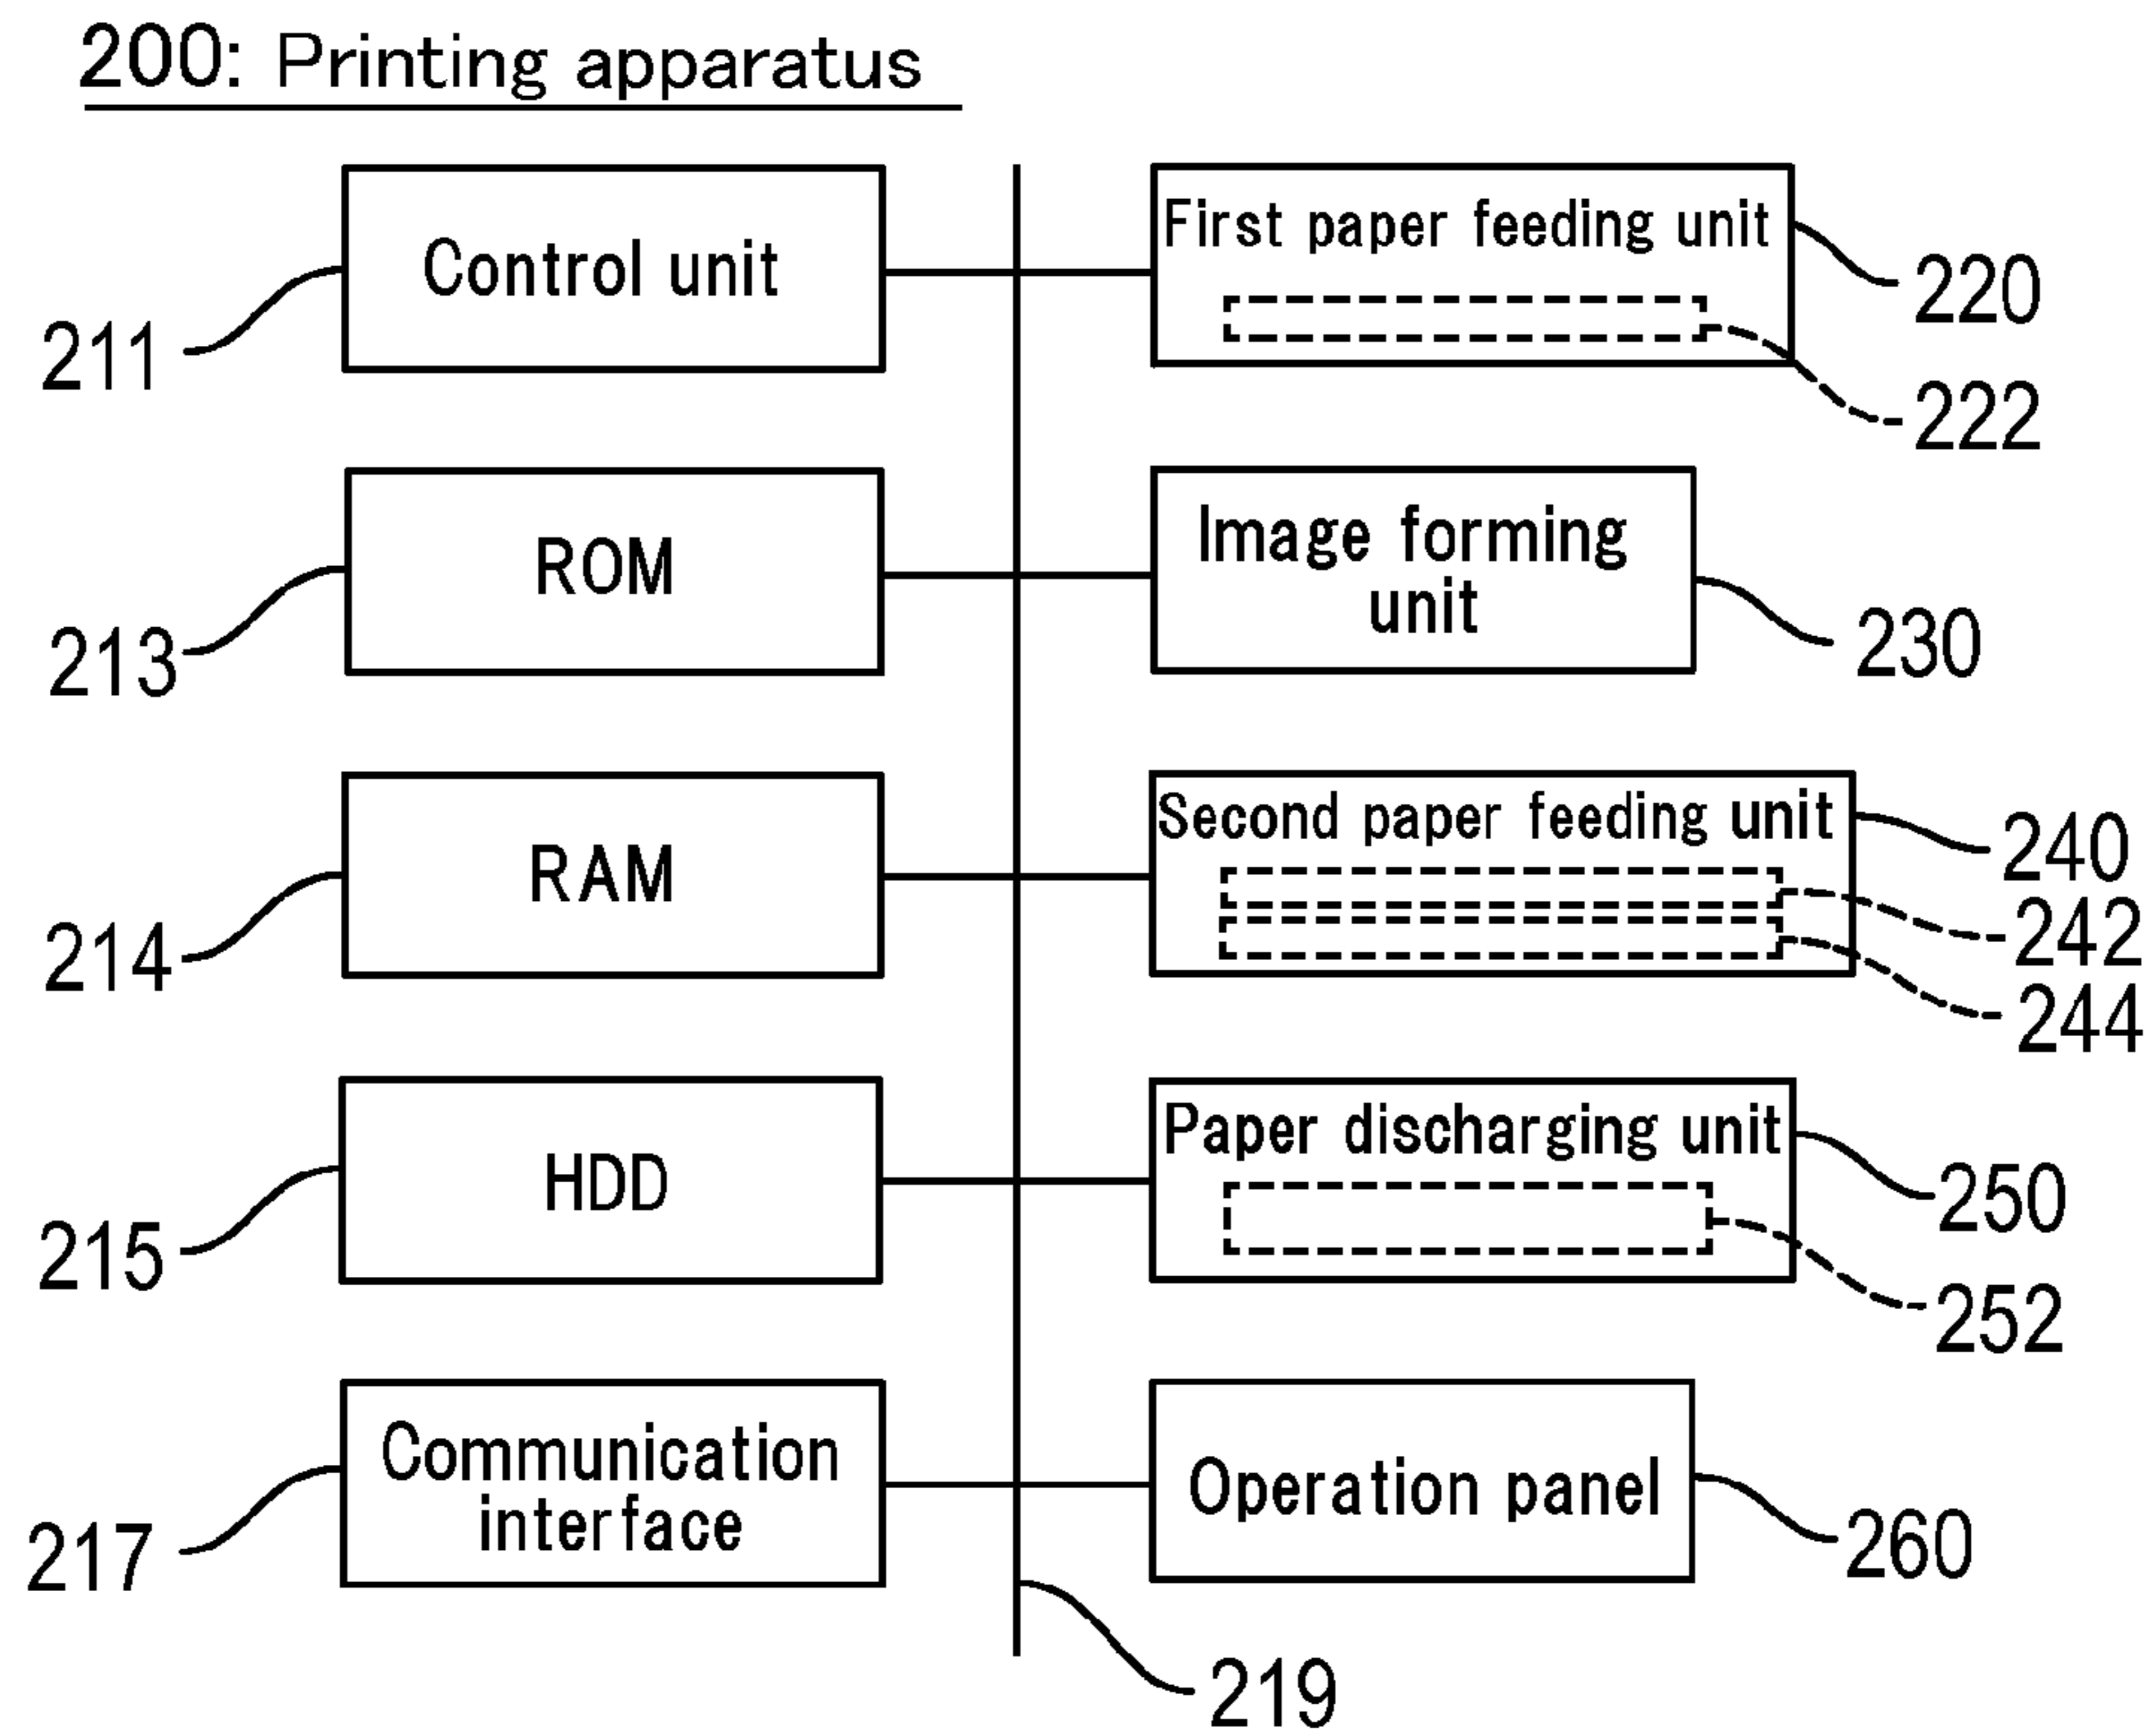 200: Printing apparatus
Control unit
211
First paper feeding unit
220
222
ROM
213
Image forming
unit
230
RAM
214
Second paper feeding unit
240
242
244
HDD
215
Paper discharging unit
250
252
Communication
interface
217
Operation panel
260
219